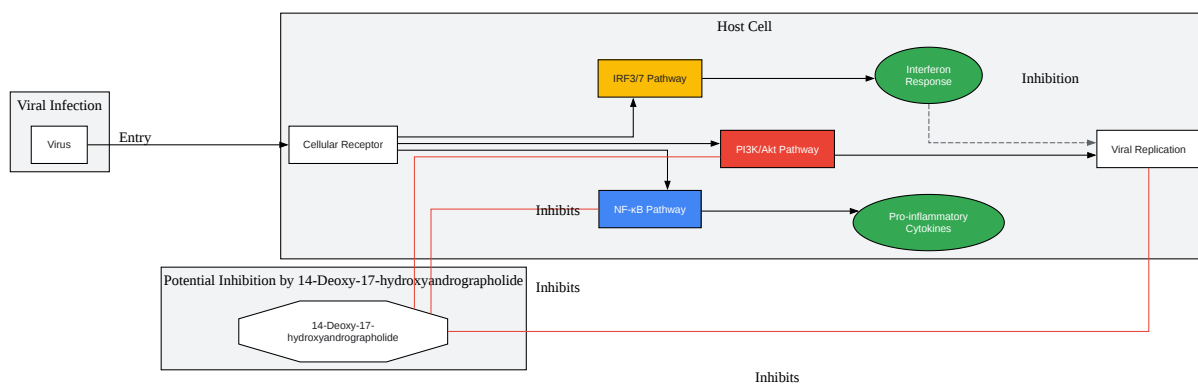 Host Cell
IRF3/7 Pathway
Interferon
Response
Inhibition
Viral Infection
Virus
Entry
Cellular Receptor
PI3K/Akt Pathway
Viral Replication
Inhibits
NF-κB Pathway
Pro-inflammatory
Cytokines
Potential Inhibition by 14-Deoxy-17-hydroxyandrographolide
Inhibits
14-Deoxy-17-
hydroxyandrographolide
Inhibits